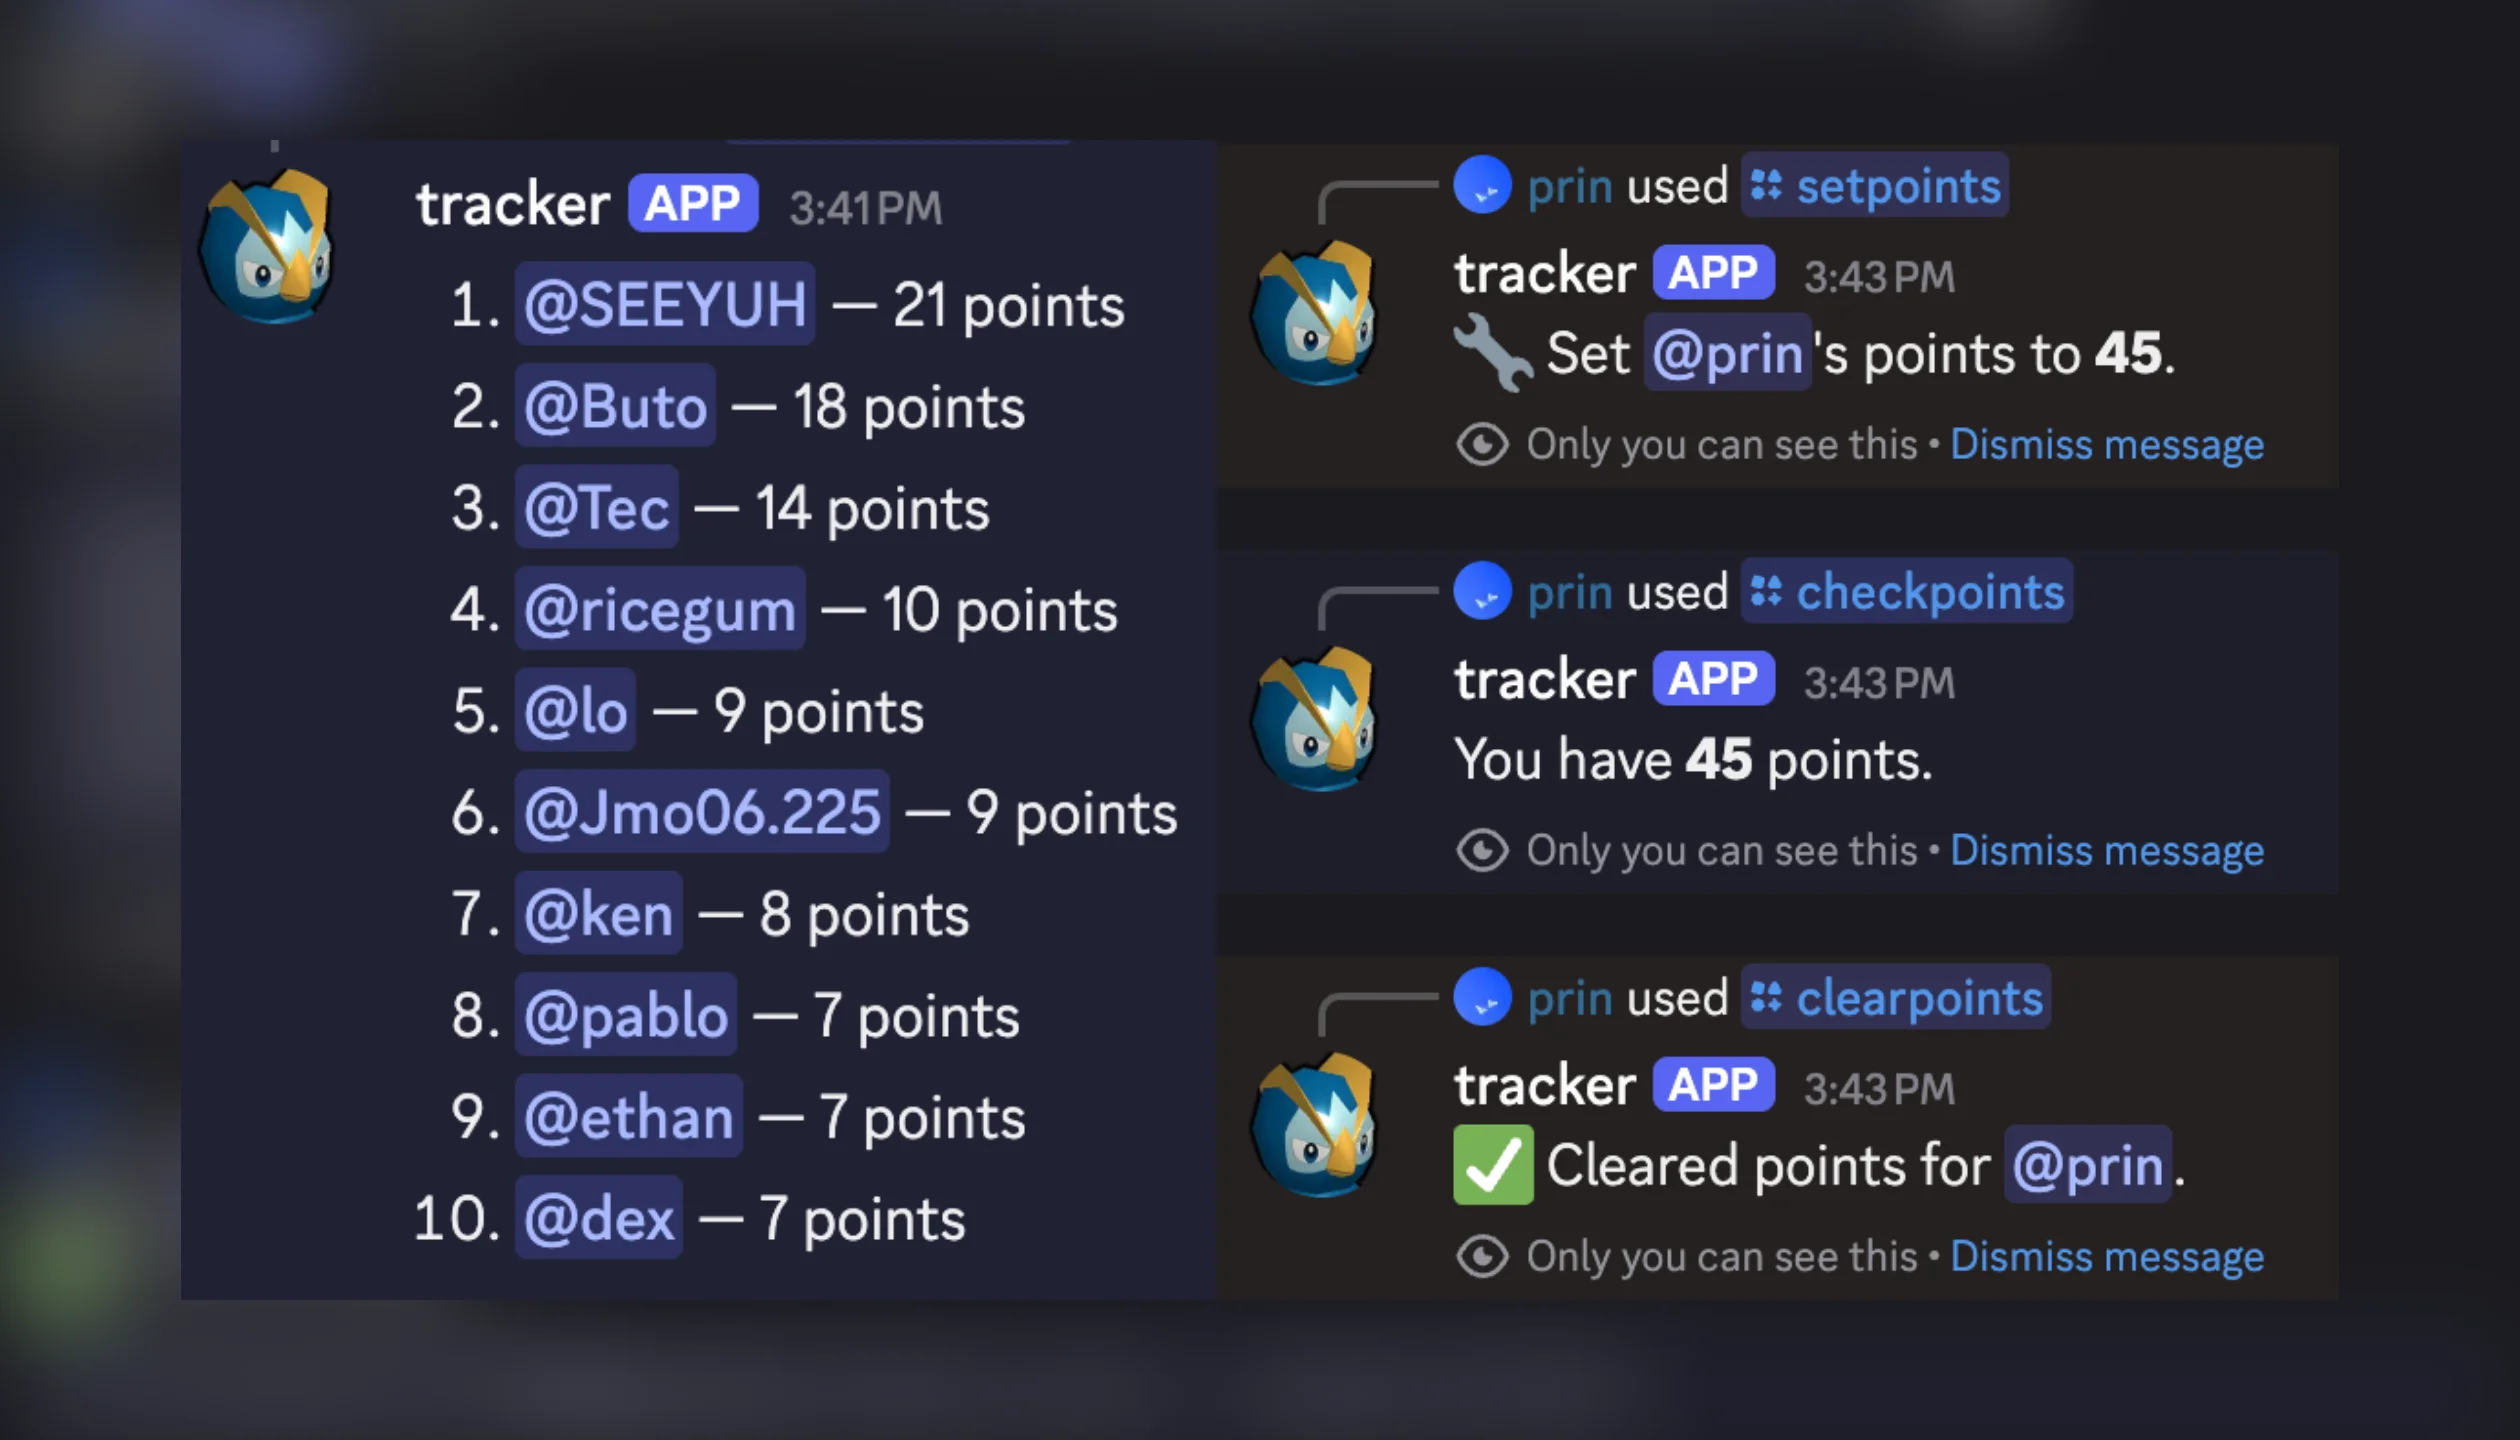 tracker APP 3:41 PM
1. @SEEYUH — 21 points
2. @Buto — 18 points
3. @Tec — 14 points
4. @ricegum — 10 points
5. @lo — 9 points
6. @Jmo06.225 — 9 points
7. @ken — 8 points
8. @pablo — 7 points
9. @ethan — 7 points
10. @dex — 7 points
prin used setpoints
tracker APP 3:43 PM
🔧 Set @prin's points to 45.
Only you can see this • Dismiss message
prin used checkpoints
tracker APP 3:43 PM
You have 45 points.
Only you can see this • Dismiss message
prin used clearpoints
tracker APP 3:43 PM
✅ Cleared points for @prin.
Only you can see this • Dismiss message